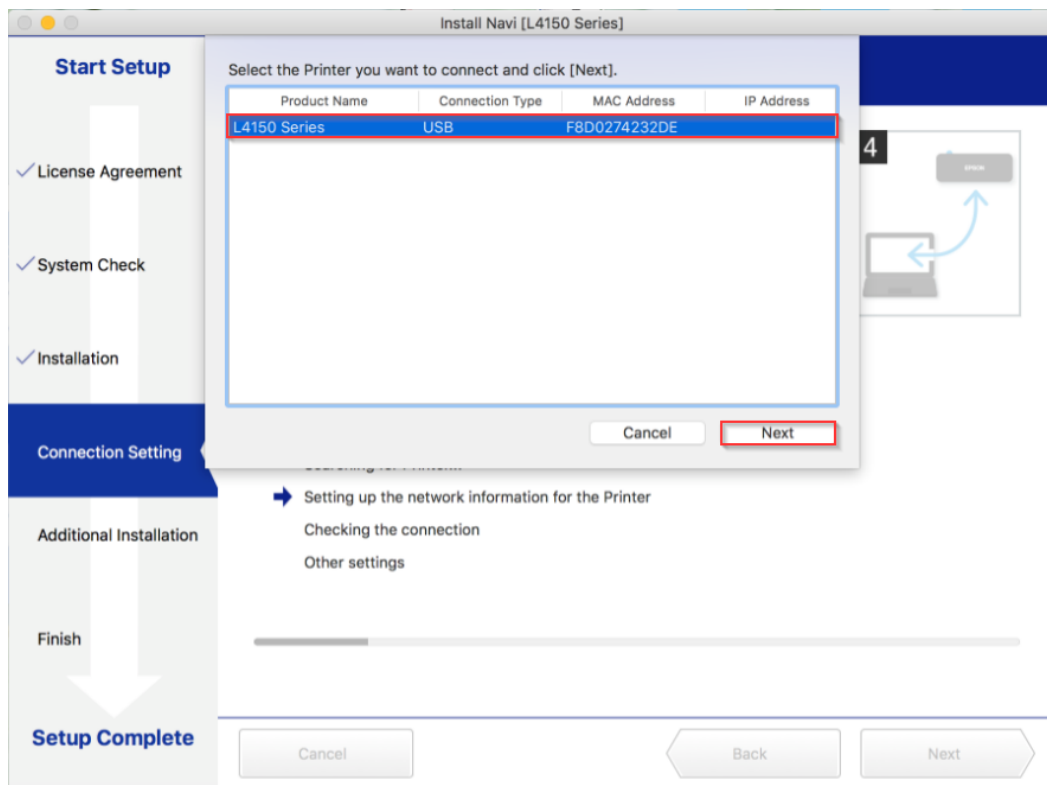 Install Navi [L4150 Series]
Start Setup
License Agreement
System Check
Installation
Connection Setting
Additional Installation
Finish
Setup Complete
Select the Printer you want to connect and click [Next].
Product Name Connection Type MAC Address IP Address
L4150 Series USB F8D0274232DE
Cancel Next
4
EPSON
Setting up the network information for the Printer
Checking the connection
Other settings
Cancel Back Next